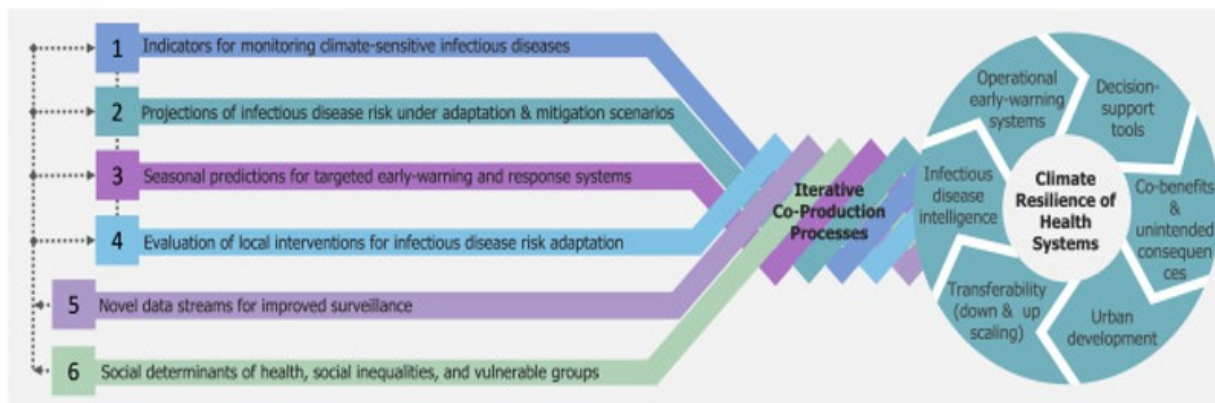 1
Indicators for monitoring climate-sensitive infectious diseases
2
Projections of infectious disease risk under adaptation & mitigation scenarios
3
Seasonal predictions for targeted early-warning and response systems
4
Evaluation of local interventions for infectious disease risk adaptation
5
Novel data streams for improved surveillance
6
Social determinants of health, social inequalities, and vulnerable groups
Iterative
Co-Production
Processes
Operational
early-warning
systems
Decision-
support
tools
Co-benefits
&
unintended
consequen
ces
Urban
development
Transferability
(down & up
scaling)
Infectious
disease
intelligence
Climate
Resilience of
Health
Systems